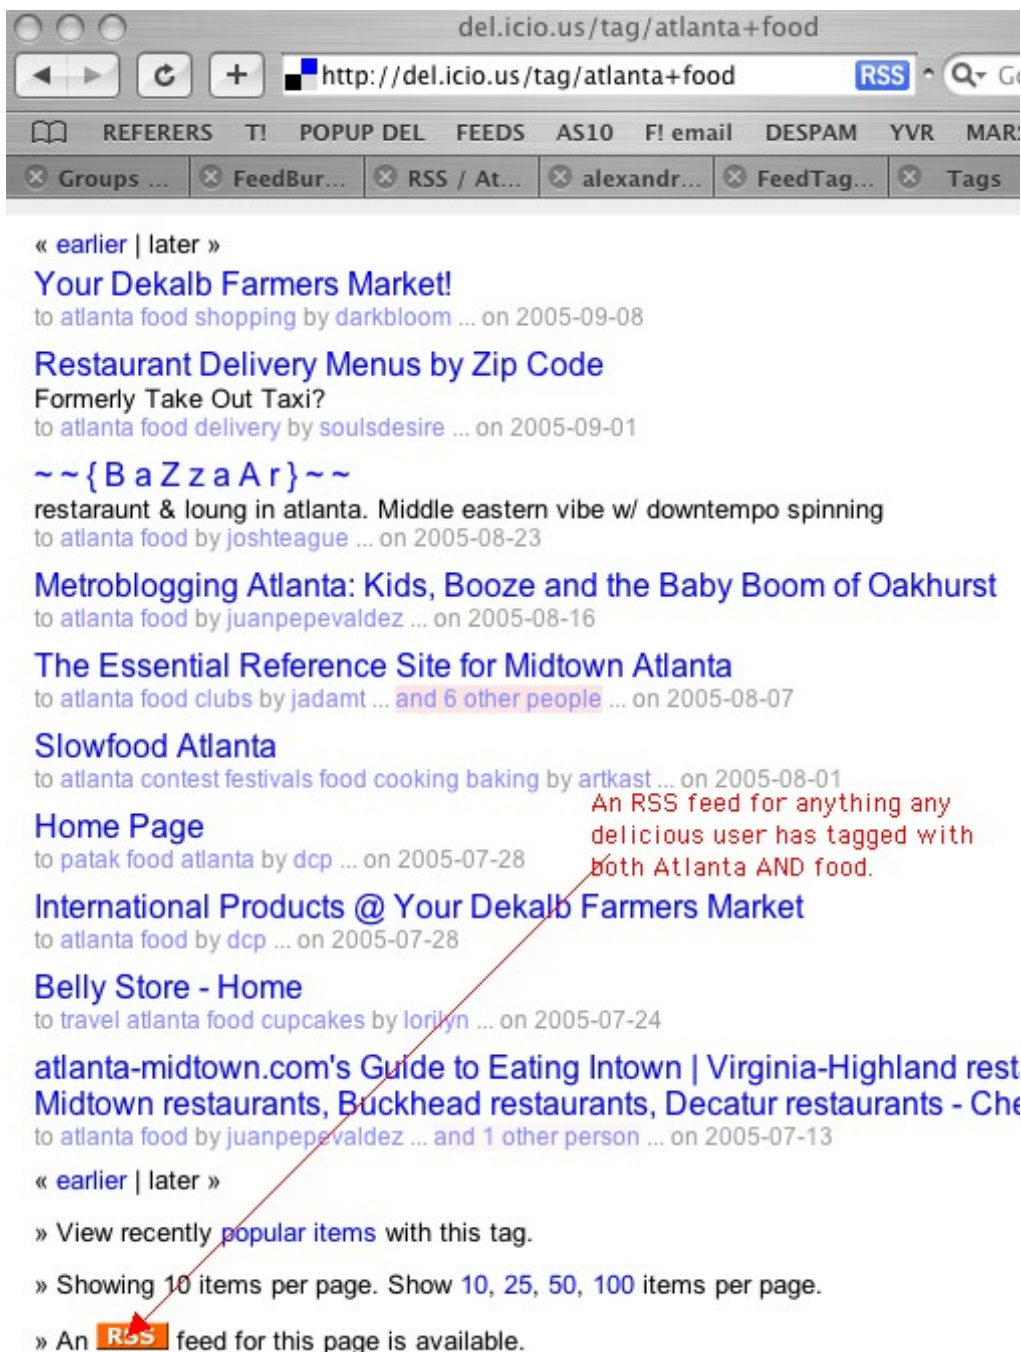 del.icio.us/tag/atlanta+food
http://del.icio.us/tag/atlanta+food RSS
REFERERS T! POPUP DEL FEEDS AS10 F! email DESPAM YVR
Groups ... FeedBur... RSS / At... alexandr... FeedTag... Tags
« earlier | later »
Your Dekalb Farmers Market!
to atlanta food shopping by darkbloom ... on 2005-09-08
Restaurant Delivery Menus by Zip Code
Formerly Take Out Taxi?
to atlanta food delivery by soulsdesire ... on 2005-09-01
~ ~ { B a Z z a A r } ~ ~
restaraunt & loung in atlanta. Middle eastern vibe w/ downtempo spinning
to atlanta food by joshteague ... on 2005-08-23
Metroblogging Atlanta: Kids, Booze and the Baby Boom of Oakhurst
to atlanta food by juanpepevaldez ... on 2005-08-16
The Essential Reference Site for Midtown Atlanta
to atlanta food clubs by jadamt ... and 6 other people ... on 2005-08-07
Slowfood Atlanta
to atlanta contest festivals food cooking baking by artkast ... on 2005-08-01
An RSS feed for anything any
delicious user has tagged with
both Atlanta AND food.
Home Page
to patak food atlanta by dcp ... on 2005-07-28
International Products @ Your Dekalb Farmers Market
to atlanta food by dcp ... on 2005-07-28
Belly Store - Home
to travel atlanta food cupcakes by lorilyn ... on 2005-07-24
atlanta-midtown.com's Guide to Eating Intown | Virginia-Highland rest
Midtown restaurants, Buckhead restaurants, Decatur restaurants - Che
to atlanta food by juanpepevaldez ... and 1 other person ... on 2005-07-13
« earlier | later »
» View recently popular items with this tag.
» Showing 10 items per page. Show 10, 25, 50, 100 items per page.
» An RSS feed for this page is available.